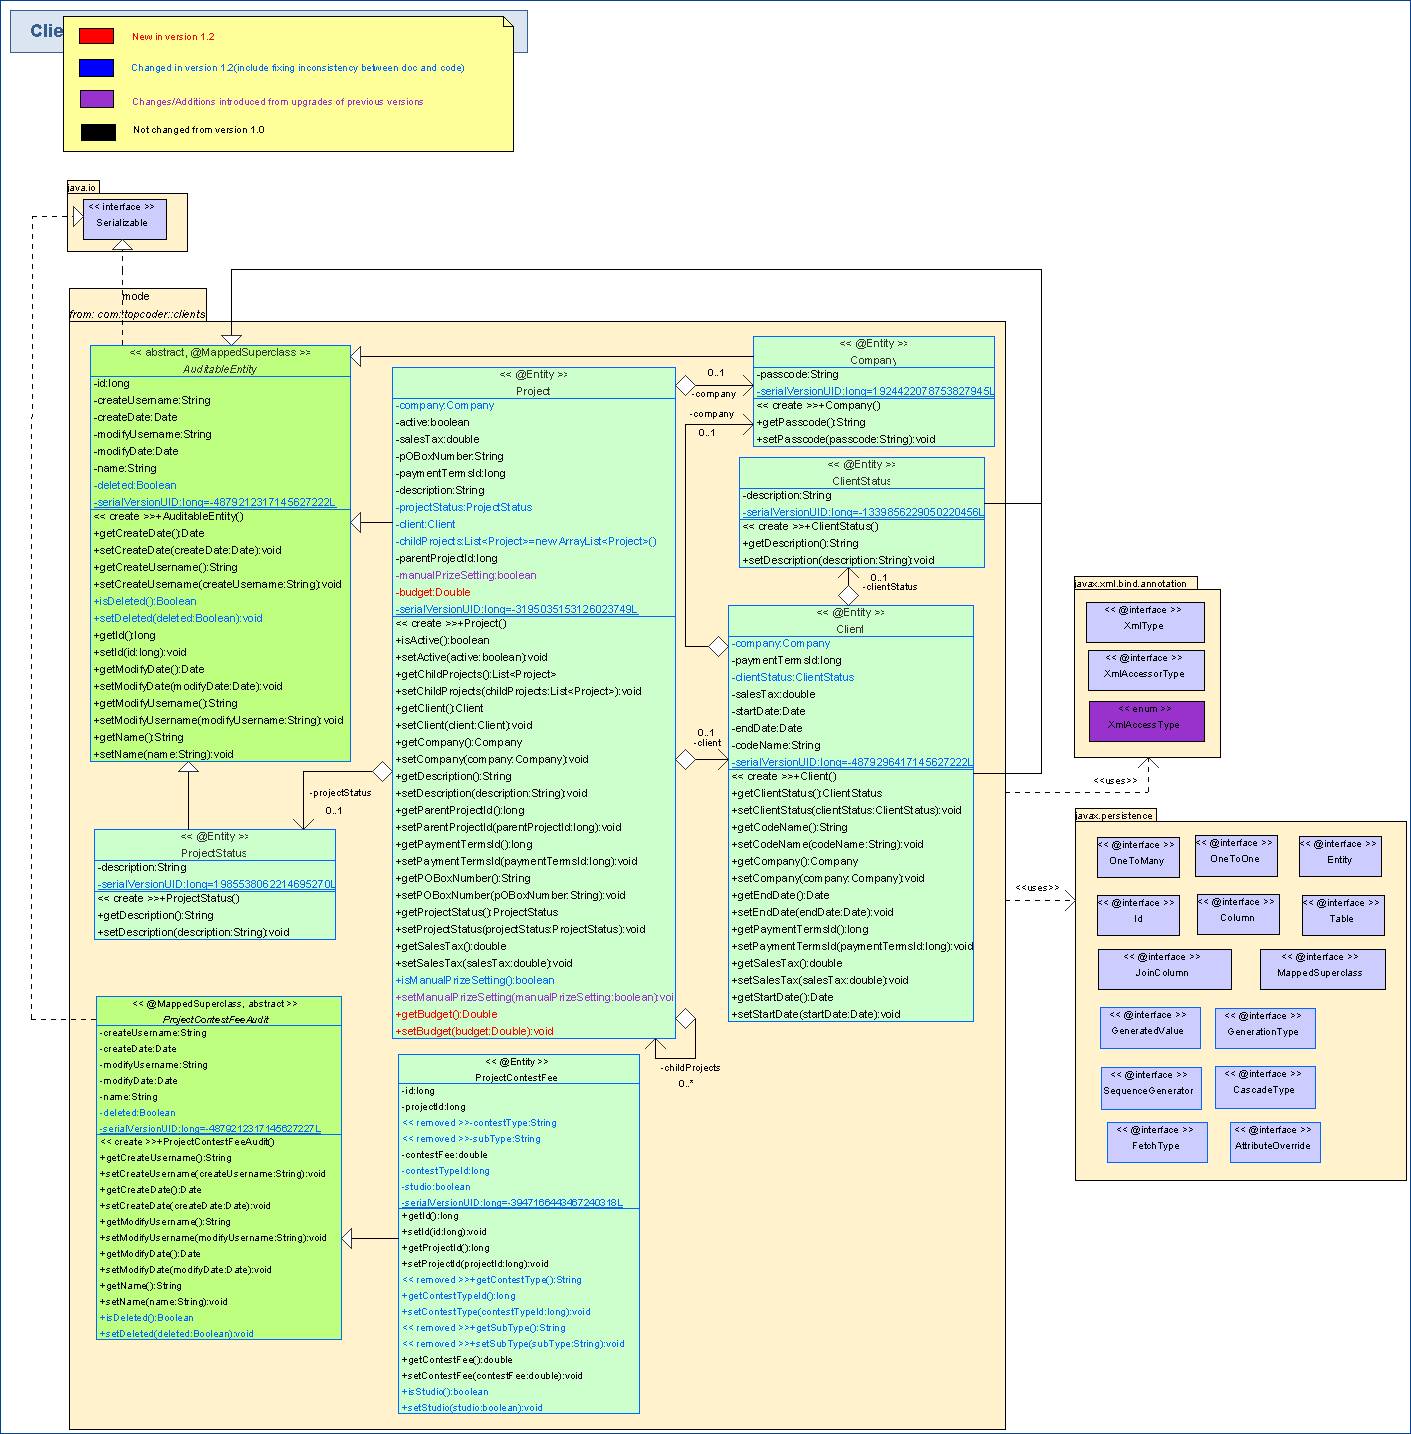 Clie
New in version 1.2
Changed in version 1.2(include fixing inconsistency between doc and code)
Changes/Additions introduced from upgrades of previous versions
Not changed from version 1.0
java.io
<< interface >>
Serializable
mode
from: com::topcoder::clients
<< abstract, @MappedSuperclass >>
AuditableEntity
-id:long
-createUsername:String
-createDate:Date
-modifyUsername:String
-modifyDate:Date
-name:String
-deleted:Boolean
-serialVersionUID:long=-4879212317145627222L
<< create >>+AuditableEntity()
+getCreateDate():Date
+setCreateDate(createDate:Date):void
+getCreateUsername():String
+setCreateUsername(createUsername:String):void
+isDeleted():Boolean
+setDeleted(deleted:Boolean):void
+getId():long
+setId(id:long):void
+getModifyDate():Date
+setModifyDate(modifyDate:Date):void
+getModifyUsername():String
+setModifyUsername(modifyUsername:String):void
+getName():String
+setName(name:String):void
<< @Entity >>
Project
-company:Company
-active:boolean
-salesTax:double
-pOBoxNumber:String
-paymentTermsId:long
-description:String
-projectStatus:ProjectStatus
-client:Client
-childProjects:List<Project>=new ArrayList<Project>()
-parentProjectId:long
-manualPrizeSetting:boolean
-budget:Double
-serialVersionUID:long=-3195035153126023749L
<< create >>+Project()
+isActive():boolean
+setActive(active:boolean):void
+getChildProjects():List<Project>
+setChildProjects(childProjects:List<Project>):void
+getClient():Client
+setClient(client:Client):void
+getCompany():Company
+setCompany(company:Company):void
+getDescription():String
+setDescription(description:String):void
+getParentProjectId():long
+setParentProjectId(parentProjectId:long):void
+getPaymentTermsId():long
+setPaymentTermsId(paymentTermsId:long):void
+getPOBoxNumber():String
+setPOBoxNumber(pOBoxNumber:String):void
+getProjectStatus():ProjectStatus
+setProjectStatus(projectStatus:ProjectStatus):void
+getSalesTax():double
+setSalesTax(salesTax:double):void
+isManualPrizeSetting():boolean
+setManualPrizeSetting(manualPrizeSetting:boolean):voi
+getBudget():Double
+setBudget(budget:Double):void
0..1
-company
-company
0..1
<< @Entity >>
Company
-passcode:String
-serialVersionUID:long=1924422078753827945L
<< create >>+Company()
+getPasscode():String
+setPasscode(passcode:String):void
<< @Entity >>
ClientStatus
-description:String
-serialVersionUID:long=-1339856229050220456L
<< create >>+ClientStatus()
+getDescription():String
+setDescription(description:String):void
0..1
-clientStatus
<< @Entity >>
Client
-company:Company
-paymentTermsId:long
-clientStatus:ClientStatus
-salesTax:double
-startDate:Date
-endDate:Date
-codeName:String
-serialVersionUID:long=-4879296417145627222L
<< create >>+Client()
+getClientStatus():ClientStatus
+setClientStatus(clientStatus:ClientStatus):void
+getCodeName():String
+setCodeName(codeName:String):void
+getCompany():Company
+setCompany(company:Company):void
+getEndDate():Date
+setEndDate(endDate:Date):void
+getPaymentTermsId():long
+setPaymentTermsId(paymentTermsId:long):void
+getSalesTax():double
+setSalesTax(salesTax:double):void
+getStartDate():Date
+setStartDate(startDate:Date):void
0..1
-client
-projectStatus
0..1
<< @Entity >>
ProjectStatus
-description:String
-serialVersionUID:long=1985538062214695270L
<< create >>+ProjectStatus()
+getDescription():String
+setDescription(description:String):void
<< @MappedSuperclass, abstract >>
ProjectContestFeeAudit
-createUsername:String
-createDate:Date
-modifyUsername:String
-modifyDate:Date
-name:String
-deleted:Boolean
-serialVersionUID:long=-4879212317145627227L
<< create >>+ProjectContestFeeAudit()
+getCreateUsername():String
+setCreateUsername(createUsername:String):void
+getCreateDate():Date
+setCreateDate(createDate:Date):void
+getModifyUsername():String
+setModifyUsername(modifyUsername:String):void
+getModifyDate():Date
+setModifyDate(modifyDate:Date):void
+getName():String
+setName(name:String):void
+isDeleted():Boolean
+setDeleted(deleted:Boolean):void
-childProjects
0..*
<< @Entity >>
ProjectContestFee
-id:long
-projectId:long
<< removed >>-contestType:String
<< removed >>-subType:String
-contestFee:double
-contestTypeId:long
-studio:boolean
-serialVersionUID:long=-3947166443467240318L
+getId():long
+setId(id:long):void
+getProjectId():long
+setProjectId(projectId:long):void
<< removed >>+getContestType():String
+getContestTypeId():long
+setContestType(contestTypeId:long):void
<< removed >>+getSubType():String
<< removed >>+setSubType(subType:String):void
+getContestFee():double
+setContestFee(contestFee:double):void
+isStudio():boolean
+setStudio(studio:boolean):void
javax.xml.bind.annotation
<< @interface >>
XmlType
<< @interface >>
XmlAccessorType
<< enum >>
XmlAccessType
<<uses>>
<<uses>>
javax.persistence
<< @interface >>
OneToMany
<< @interface >>
OneToOne
<< @interface >>
Entity
<< @interface >>
Id
<< @interface >>
Column
<< @interface >>
Table
<< @interface >>
JoinColumn
<< @interface >>
MappedSuperclass
<< @interface >>
GeneratedValue
<< @interface >>
GenerationType
<< @interface >>
SequenceGenerator
<< @interface >>
CascadeType
<< @interface >>
FetchType
<< @interface >>
AttributeOverride